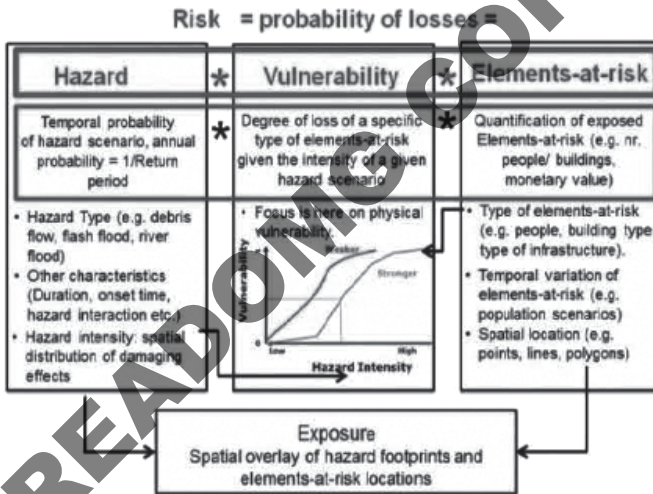 Risk = probability of losses =
Hazard * Vulnerability * Elements-at-risk
Temporal probability
of hazard scenario, annual
probability = 1/Return
period
*
Degree of loss of a specific
type of elements-at-risk
given the intensity of a given
hazard scenario
*
Quantification of exposed
Elements-at-risk (e.g. nr.
people/ buildings,
monetary value)
• Hazard Type (e.g. debris
flow, flash flood, river
flood)
• Other characteristics
(Duration, onset time,
hazard interaction etc.)
• Hazard intensity: spatial
distribution of damaging
effects
• Focus is here on physical
vulnerability.
Weaker
Stronger
Vulnerability
0
Low
High
Hazard Intensity
• Type of elements-at-risk
(e.g. people, building type
type of infrastructure).
• Temporal variation of
elements-at-risk (e.g.
population scenarios)
• Spatial location (e.g.
points, lines, polygons)
Exposure
Spatial overlay of hazard footprints and
elements-at-risk locations
READOMG CO